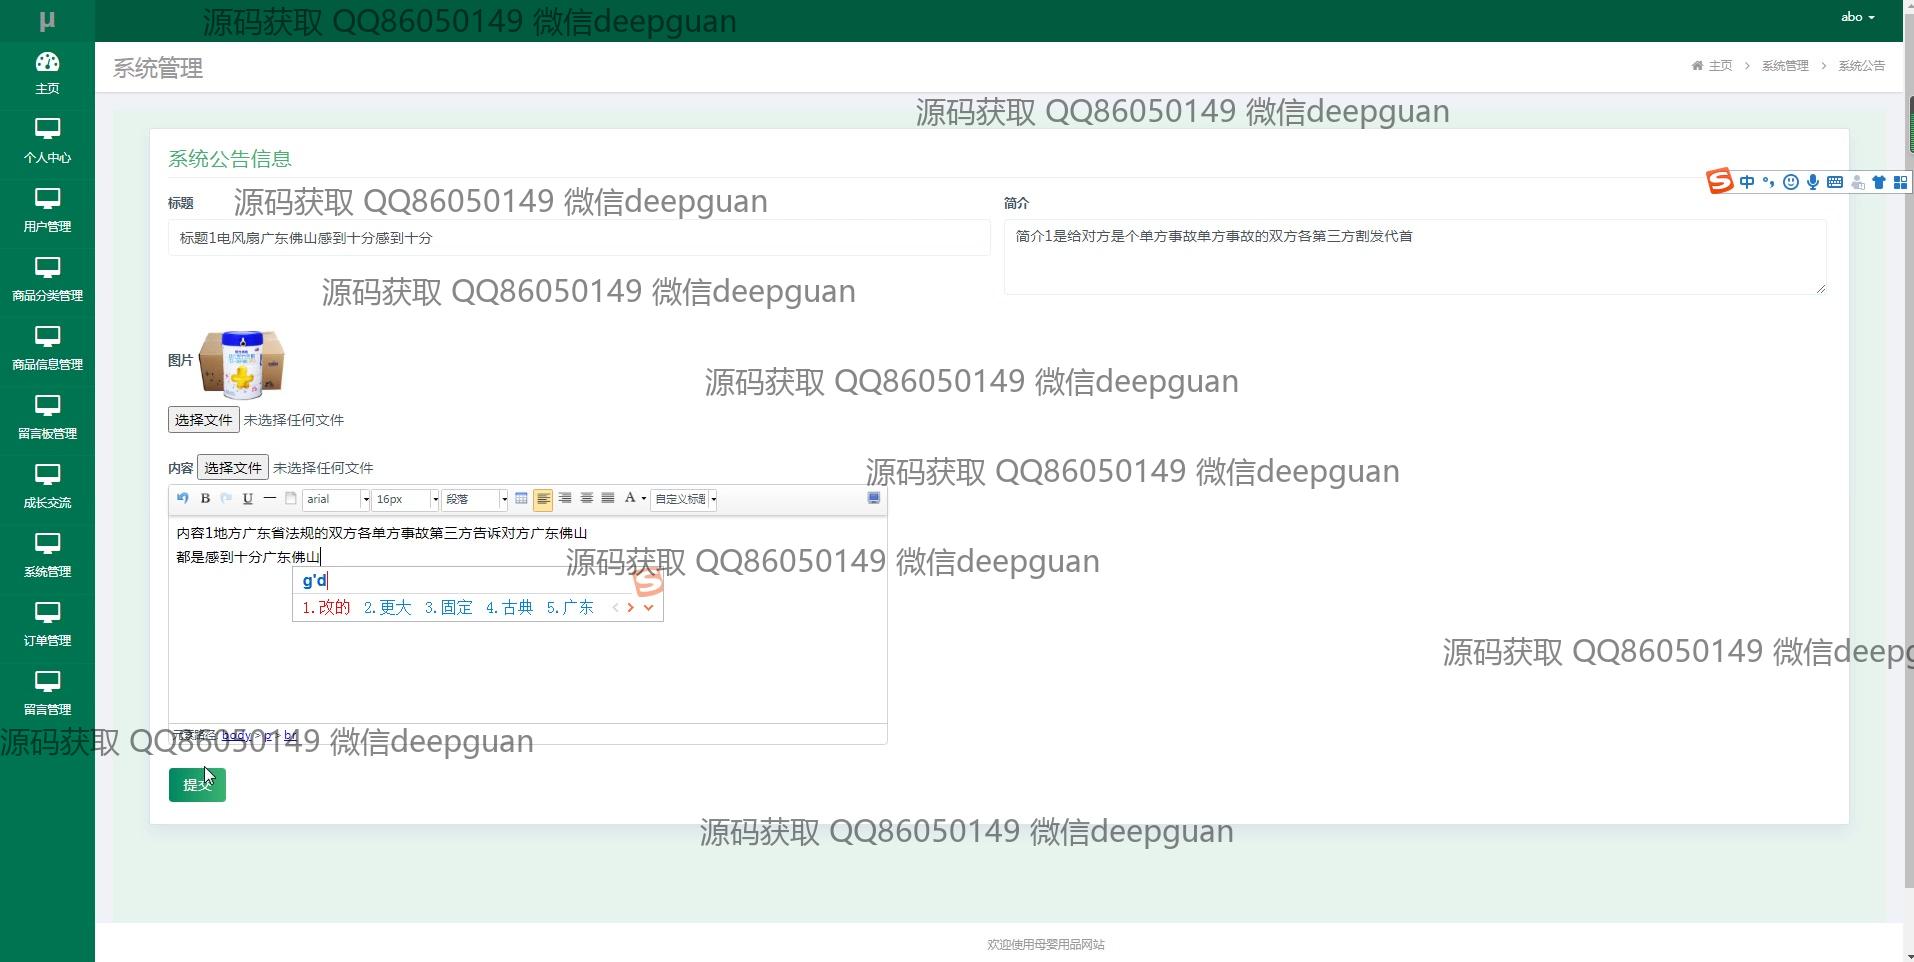 μ
源码获取 QQ86050149 微信deepguan
abo
主页
系统管理
主页 > 系统管理 > 系统公告
源码获取 QQ86050149 微信deepguan
个人中心
系统公告信息
中
标题
源码获取 QQ86050149 微信deepguan
简介
用户管理
标题1电风扇广东佛山感到十分感到十分
简介1是给对方是个单方事故单方事故的双方各第三方割发代首
商品分类管理
源码获取 QQ86050149 微信deepguan
图片
商品信息管理
源码获取 QQ86050149 微信deepguan
选择文件 未选择任何文件
留言板管理
内容 选择文件 未选择任何文件
源码获取 QQ86050149 微信deepguan
B U arial 16px 段落 A 自定义标题
成长交流
内容1地方广东省法规的双方各单方事故第三方告诉对方广东佛山
都是感到十分广东佛山
源码获取 QQ86050149 微信deepguan
系统管理
g'd
1.改的 2.更大 3.固定 4.古典 5.广东
订单管理
源码获取 QQ86050149 微信deepg
留言管理
元素路径: body > p > br
源码获取 QQ86050149 微信deepguan
提交
源码获取 QQ86050149 微信deepguan
欢迎使用母婴用品网站